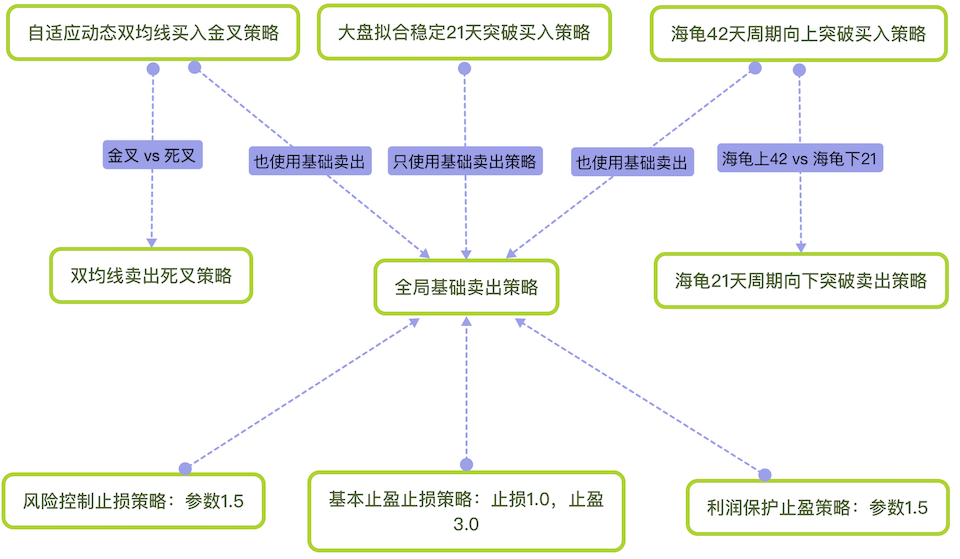 自适应动态双均线买入金叉策略
大盘拟合稳定21天突破买入策略
海龟42天周期向上突破买入策略
金叉 vs 死叉
也使用基础卖出
只使用基础卖出策略
也使用基础卖出
海龟上42 vs 海龟下21
双均线卖出死叉策略
全局基础卖出策略
海龟21天周期向下突破卖出策略
风险控制止损策略：参数1.5
基本止盈止损策略：止损1.0，止盈
3.0
利润保护止盈策略：参数1.5